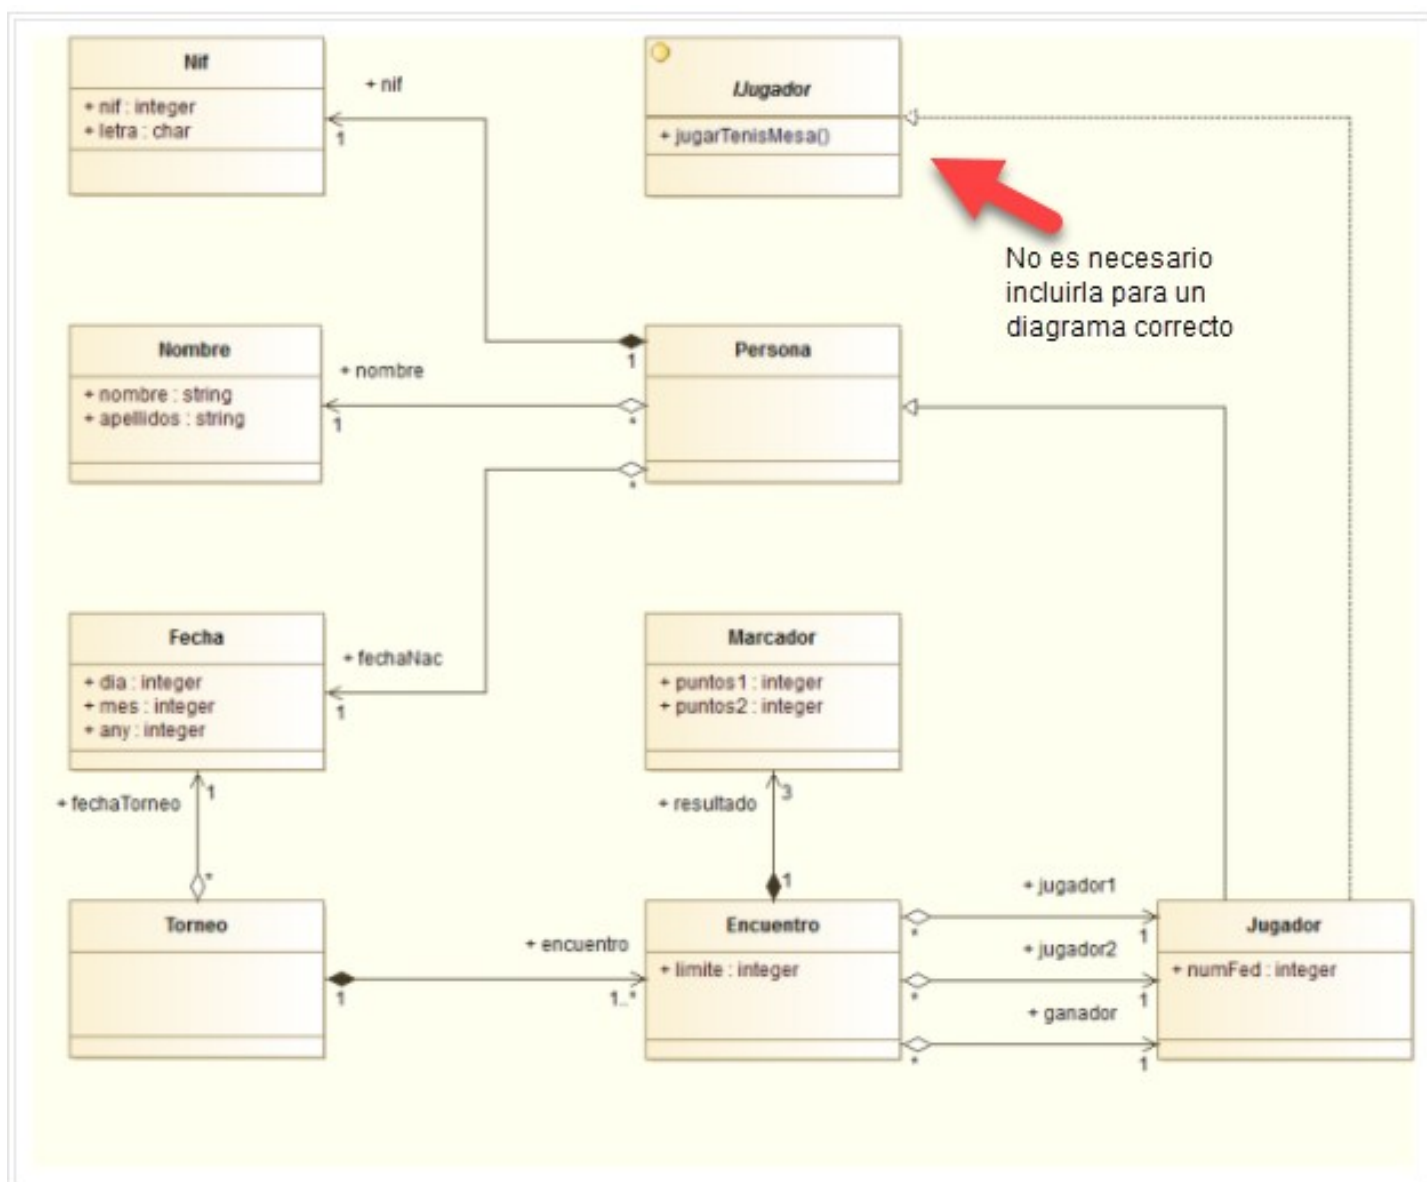 Nif
+ nif : integer
+ letra : char
+ nif
1
IJugador
+ jugarTenisMesa()
No es necesario
incluirla para un
diagrama correcto
Nombre
+ nombre : string
+ apellidos : string
+ nombre
1
Persona
1
*
*
Fecha
+ dia : integer
+ mes : integer
+ any : integer
+ fechaNac
1
Marcador
+ puntos1 : integer
+ puntos2 : integer
+ fechaTorneo
1
*
+ resultado
3
1
Torneo
1
+ encuentro
1..*
Encuentro
+ limite : integer
+ jugador1
*
1
+ jugador2
*
1
+ ganador
*
1
Jugador
+ numFed : integer